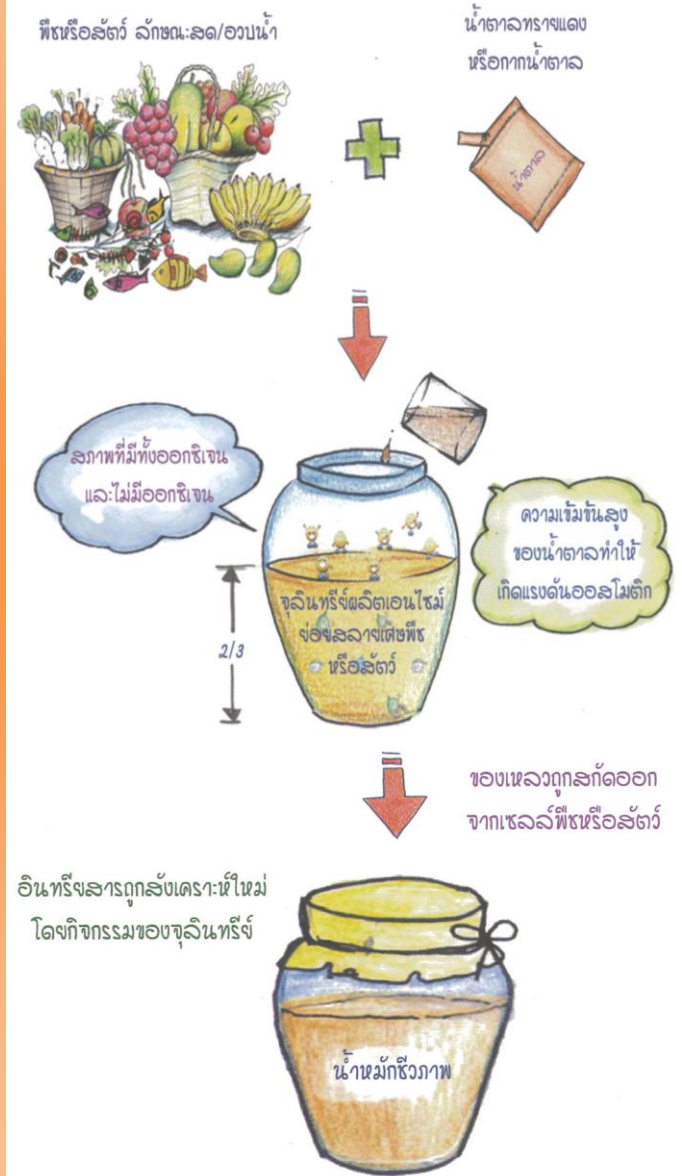 พืชหรือสัตว์ ลักษณะสด/อวบน้ำ
น้ำตาลทรายแดง
หรือกากน้ำตาล
น้ำตาล
สภาพที่มีทั้งออกซิเจน
และไม่มีออกซิเจน
ความเข้มข้นสูง
ของน้ำตาลทำให้
เกิดแรงดันออสโมติก
จุลินทรีย์ผลิตเอนไซม์
ย่อยสลายเศษพืช
หรือสัตว์
2/3
ของเหลวถูกสกัดออก
จากเซลล์พืชหรือสัตว์
อินทรียสารถูกสังเคราะห์ใหม่
โดยกิจกรรมของจุลินทรีย์
น้ำหมักชีวภาพ